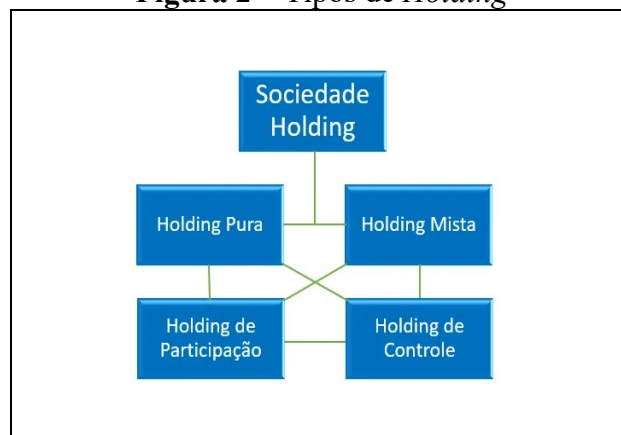 Figura 2 – Tipos de Holding
Sociedade
Holding
Holding Pura
Holding Mista
Holding de
Participação
Holding de
Controle